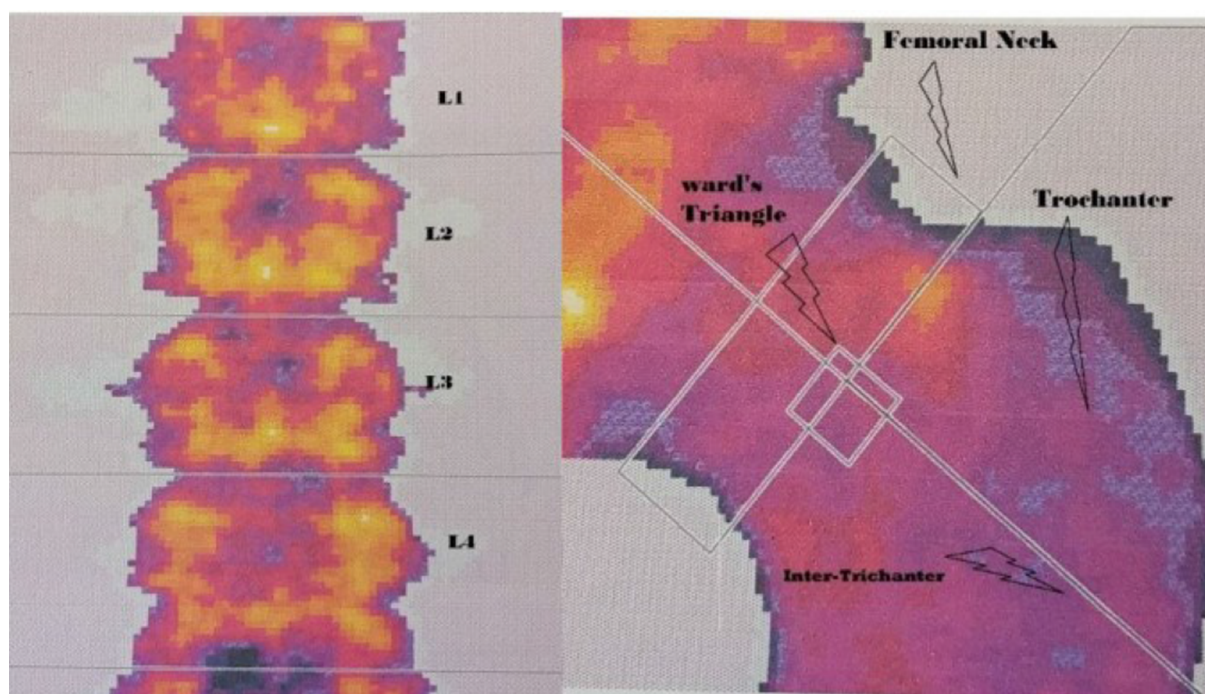 L1
L2
L3
L4
Femoral Neck
ward's
Triangle
Trochanter
Inter-Trichanter